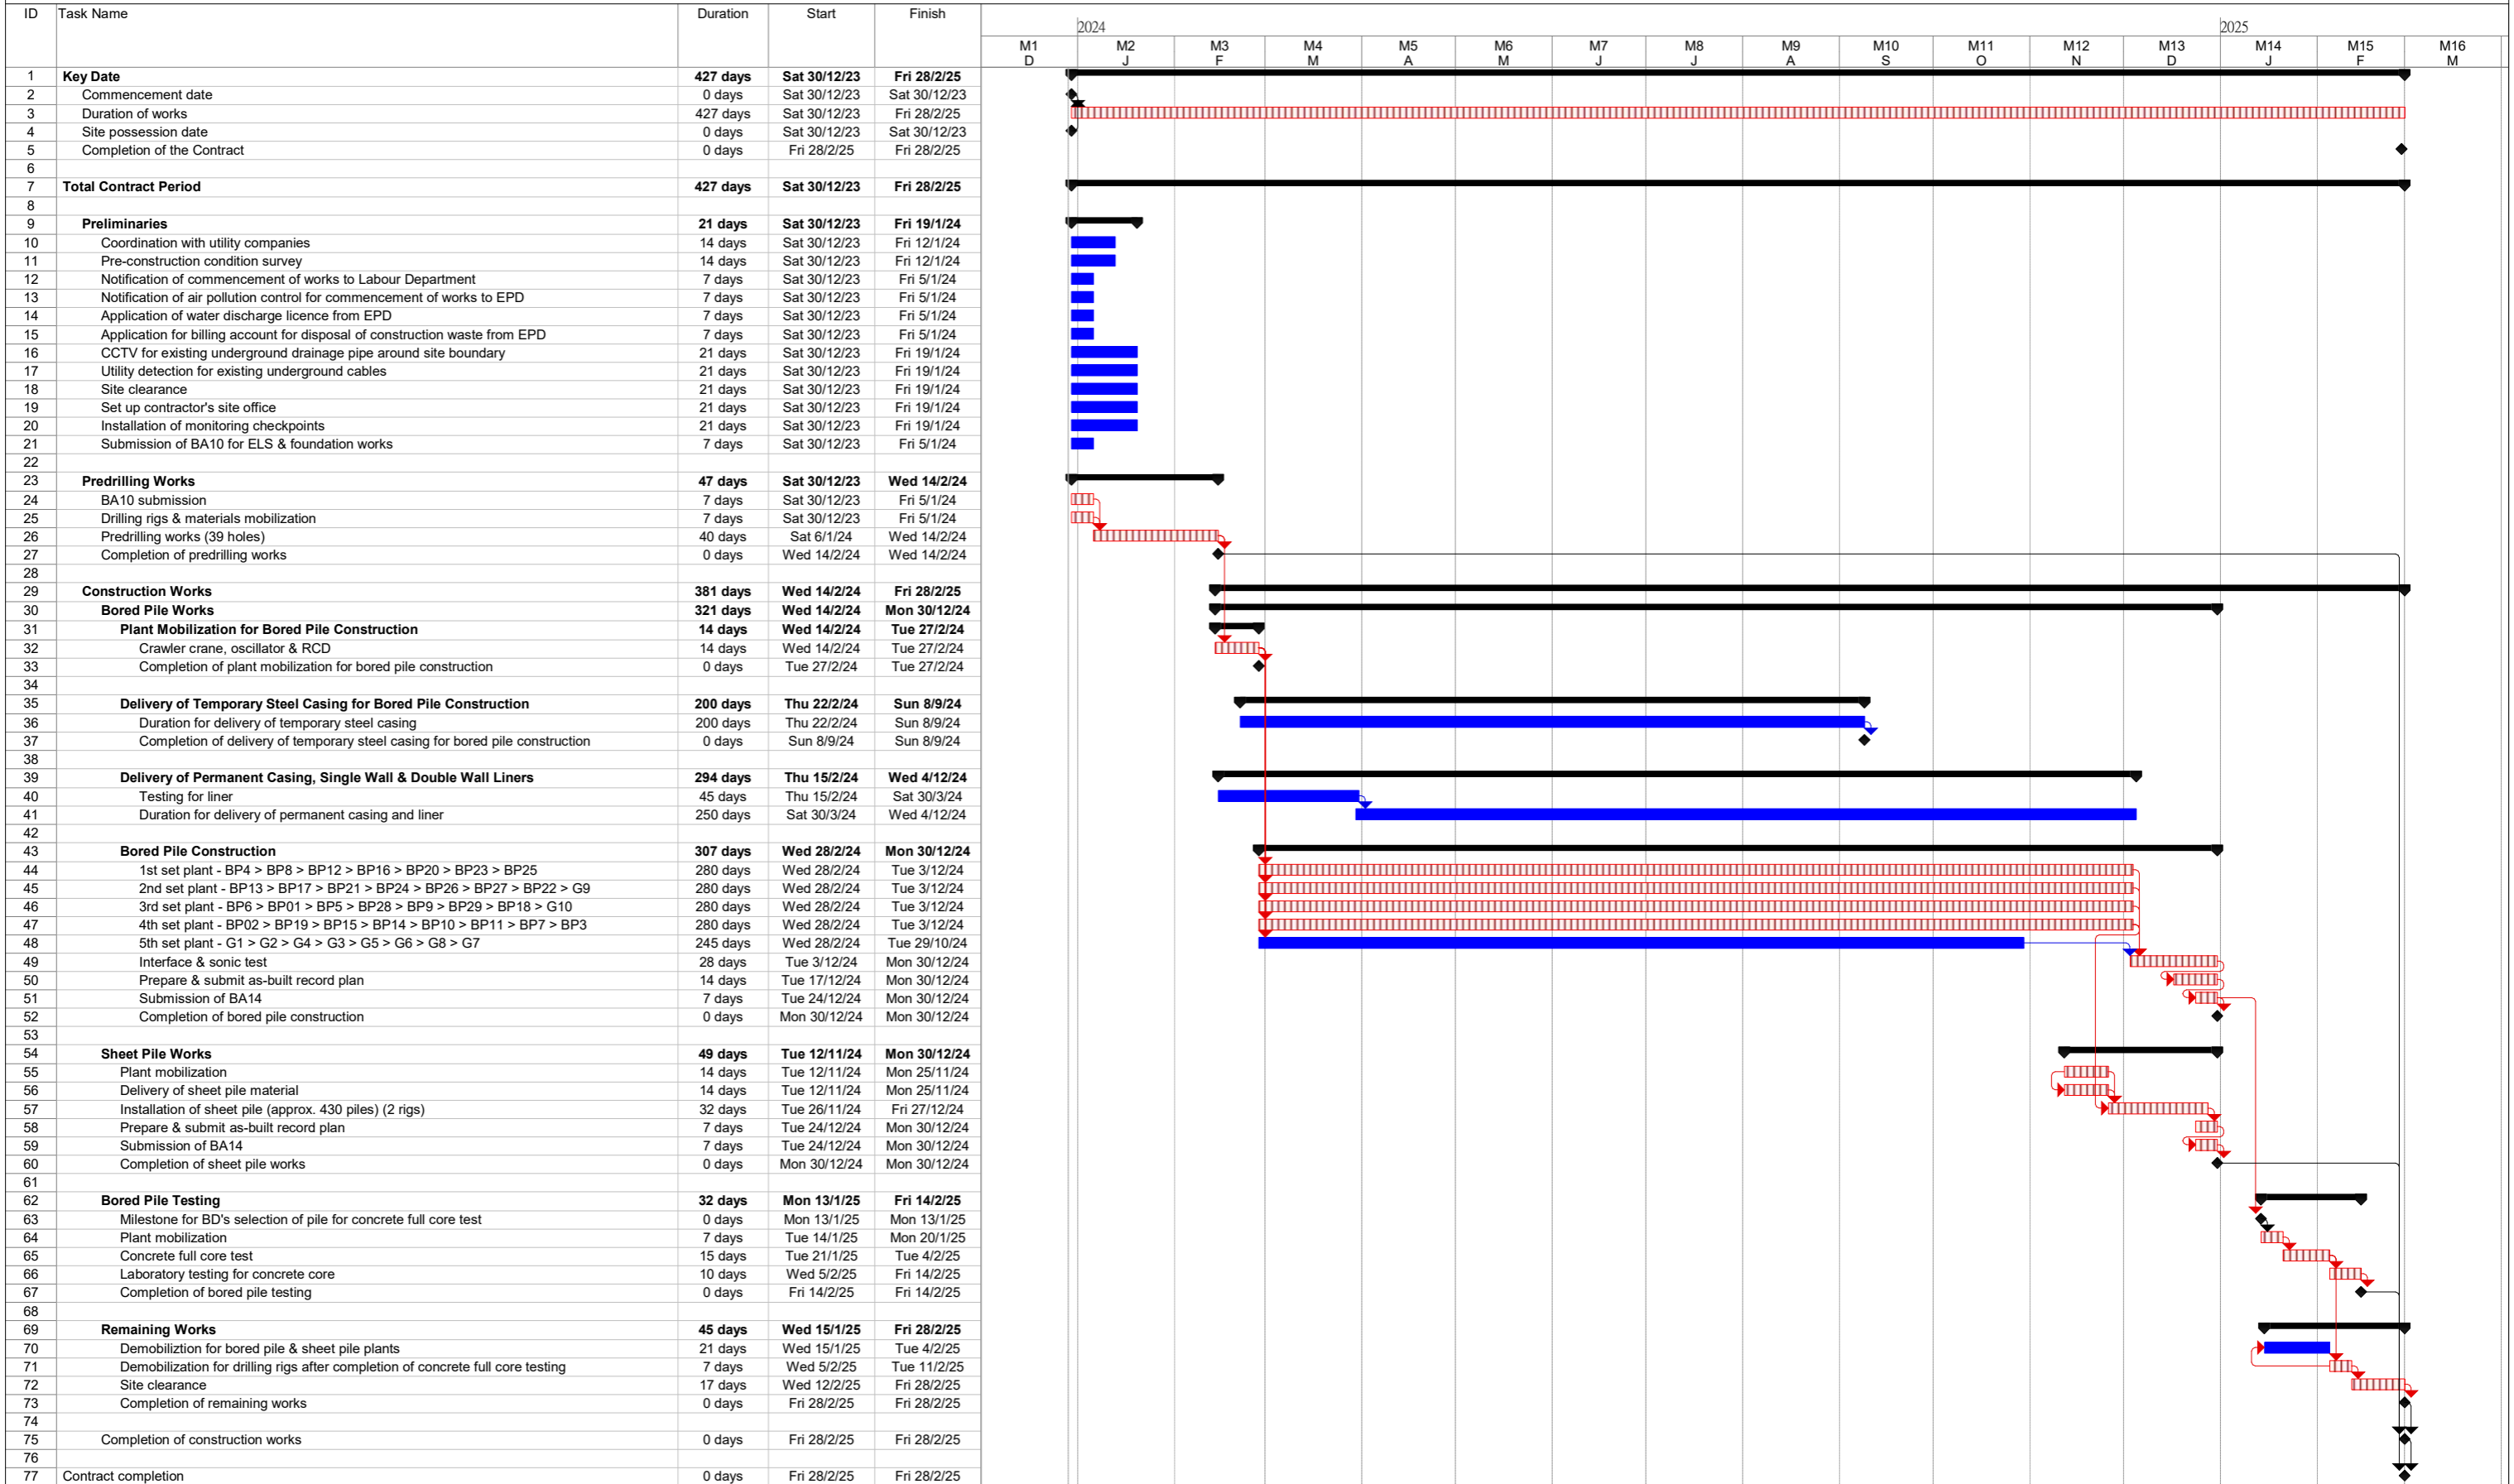 ID Task Name Duration Start Finish
2024 2025
M1 M2 M3 M4 M5 M6 M7 M8 M9 M10 M11 M12 M13 M14 M15 M16
D J F M A M J J A S O N D J F M
1 Key Date 427 days Sat 30/12/23 Fri 28/2/25
2 Commencement date 0 days Sat 30/12/23 Sat 30/12/23
3 Duration of works 427 days Sat 30/12/23 Fri 28/2/25
4 Site possession date 0 days Sat 30/12/23 Sat 30/12/23
5 Completion of the Contract 0 days Fri 28/2/25 Fri 28/2/25
6
7 Total Contract Period 427 days Sat 30/12/23 Fri 28/2/25
8
9 Preliminaries 21 days Sat 30/12/23 Fri 19/1/24
10 Coordination with utility companies 14 days Sat 30/12/23 Fri 12/1/24
11 Pre-construction condition survey 14 days Sat 30/12/23 Fri 12/1/24
12 Notification of commencement of works to Labour Department 7 days Sat 30/12/23 Fri 5/1/24
13 Notification of air pollution control for commencement of works to EPD 7 days Sat 30/12/23 Fri 5/1/24
14 Application of water discharge licence from EPD 7 days Sat 30/12/23 Fri 5/1/24
15 Application for billing account for disposal of construction waste from EPD 7 days Sat 30/12/23 Fri 5/1/24
16 CCTV for existing underground drainage pipe around site boundary 21 days Sat 30/12/23 Fri 19/1/24
17 Utility detection for existing underground cables 21 days Sat 30/12/23 Fri 19/1/24
18 Site clearance 21 days Sat 30/12/23 Fri 19/1/24
19 Set up contractor's site office 21 days Sat 30/12/23 Fri 19/1/24
20 Installation of monitoring checkpoints 21 days Sat 30/12/23 Fri 19/1/24
21 Submission of BA10 for ELS & foundation works 7 days Sat 30/12/23 Fri 5/1/24
22
23 Predrilling Works 47 days Sat 30/12/23 Wed 14/2/24
24 BA10 submission 7 days Sat 30/12/23 Fri 5/1/24
25 Drilling rigs & materials mobilization 7 days Sat 30/12/23 Fri 5/1/24
26 Predrilling works (39 holes) 40 days Sat 6/1/24 Wed 14/2/24
27 Completion of predrilling works 0 days Wed 14/2/24 Wed 14/2/24
28
29 Construction Works 381 days Wed 14/2/24 Fri 28/2/25
30 Bored Pile Works 321 days Wed 14/2/24 Mon 30/12/24
31 Plant Mobilization for Bored Pile Construction 14 days Wed 14/2/24 Tue 27/2/24
32 Crawler crane, oscillator & RCD 14 days Wed 14/2/24 Tue 27/2/24
33 Completion of plant mobilization for bored pile construction 0 days Tue 27/2/24 Tue 27/2/24
34
35 Delivery of Temporary Steel Casing for Bored Pile Construction 200 days Thu 22/2/24 Sun 8/9/24
36 Duration for delivery of temporary steel casing 200 days Thu 22/2/24 Sun 8/9/24
37 Completion of delivery of temporary steel casing for bored pile construction 0 days Sun 8/9/24 Sun 8/9/24
38
39 Delivery of Permanent Casing, Single Wall & Double Wall Liners 294 days Thu 15/2/24 Wed 4/12/24
40 Testing for liner 45 days Thu 15/2/24 Sat 30/3/24
41 Duration for delivery of permanent casing and liner 250 days Sat 30/3/24 Wed 4/12/24
42
43 Bored Pile Construction 307 days Wed 28/2/24 Mon 30/12/24
44 1st set plant - BP4 > BP8 > BP12 > BP16 > BP20 > BP23 > BP25 280 days Wed 28/2/24 Tue 3/12/24
45 2nd set plant - BP13 > BP17 > BP21 > BP24 > BP26 > BP27 > BP22 > G9 280 days Wed 28/2/24 Tue 3/12/24
46 3rd set plant - BP6 > BP01 > BP5 > BP28 > BP9 > BP29 > BP18 > G10 280 days Wed 28/2/24 Tue 3/12/24
47 4th set plant - BP02 > BP19 > BP15 > BP14 > BP10 > BP11 > BP7 > BP3 280 days Wed 28/2/24 Tue 3/12/24
48 5th set plant - G1 > G2 > G4 > G3 > G5 > G6 > G8 > G7 245 days Wed 28/2/24 Tue 29/10/24
49 Interface & sonic test 28 days Tue 3/12/24 Mon 30/12/24
50 Prepare & submit as-built record plan 14 days Tue 17/12/24 Mon 30/12/24
51 Submission of BA14 7 days Tue 24/12/24 Mon 30/12/24
52 Completion of bored pile construction 0 days Mon 30/12/24 Mon 30/12/24
53
54 Sheet Pile Works 49 days Tue 12/11/24 Mon 30/12/24
55 Plant mobilization 14 days Tue 12/11/24 Mon 25/11/24
56 Delivery of sheet pile material 14 days Tue 12/11/24 Mon 25/11/24
57 Installation of sheet pile (approx. 430 piles) (2 rigs) 32 days Tue 26/11/24 Fri 27/12/24
58 Prepare & submit as-built record plan 7 days Tue 24/12/24 Mon 30/12/24
59 Submission of BA14 7 days Tue 24/12/24 Mon 30/12/24
60 Completion of sheet pile works 0 days Mon 30/12/24 Mon 30/12/24
61
62 Bored Pile Testing 32 days Mon 13/1/25 Fri 14/2/25
63 Milestone for BD's selection of pile for concrete full core test 0 days Mon 13/1/25 Mon 13/1/25
64 Plant mobilization 7 days Tue 14/1/25 Mon 20/1/25
65 Concrete full core test 15 days Tue 21/1/25 Tue 4/2/25
66 Laboratory testing for concrete core 10 days Wed 5/2/25 Fri 14/2/25
67 Completion of bored pile testing 0 days Fri 14/2/25 Fri 14/2/25
68
69 Remaining Works 45 days Wed 15/1/25 Fri 28/2/25
70 Demobiliztion for bored pile & sheet pile plants 21 days Wed 15/1/25 Tue 4/2/25
71 Demobilization for drilling rigs after completion of concrete full core testing 7 days Wed 5/2/25 Tue 11/2/25
72 Site clearance 17 days Wed 12/2/25 Fri 28/2/25
73 Completion of remaining works 0 days Fri 28/2/25 Fri 28/2/25
74
75 Completion of construction works 0 days Fri 28/2/25 Fri 28/2/25
76
77 Contract completion 0 days Fri 28/2/25 Fri 28/2/25